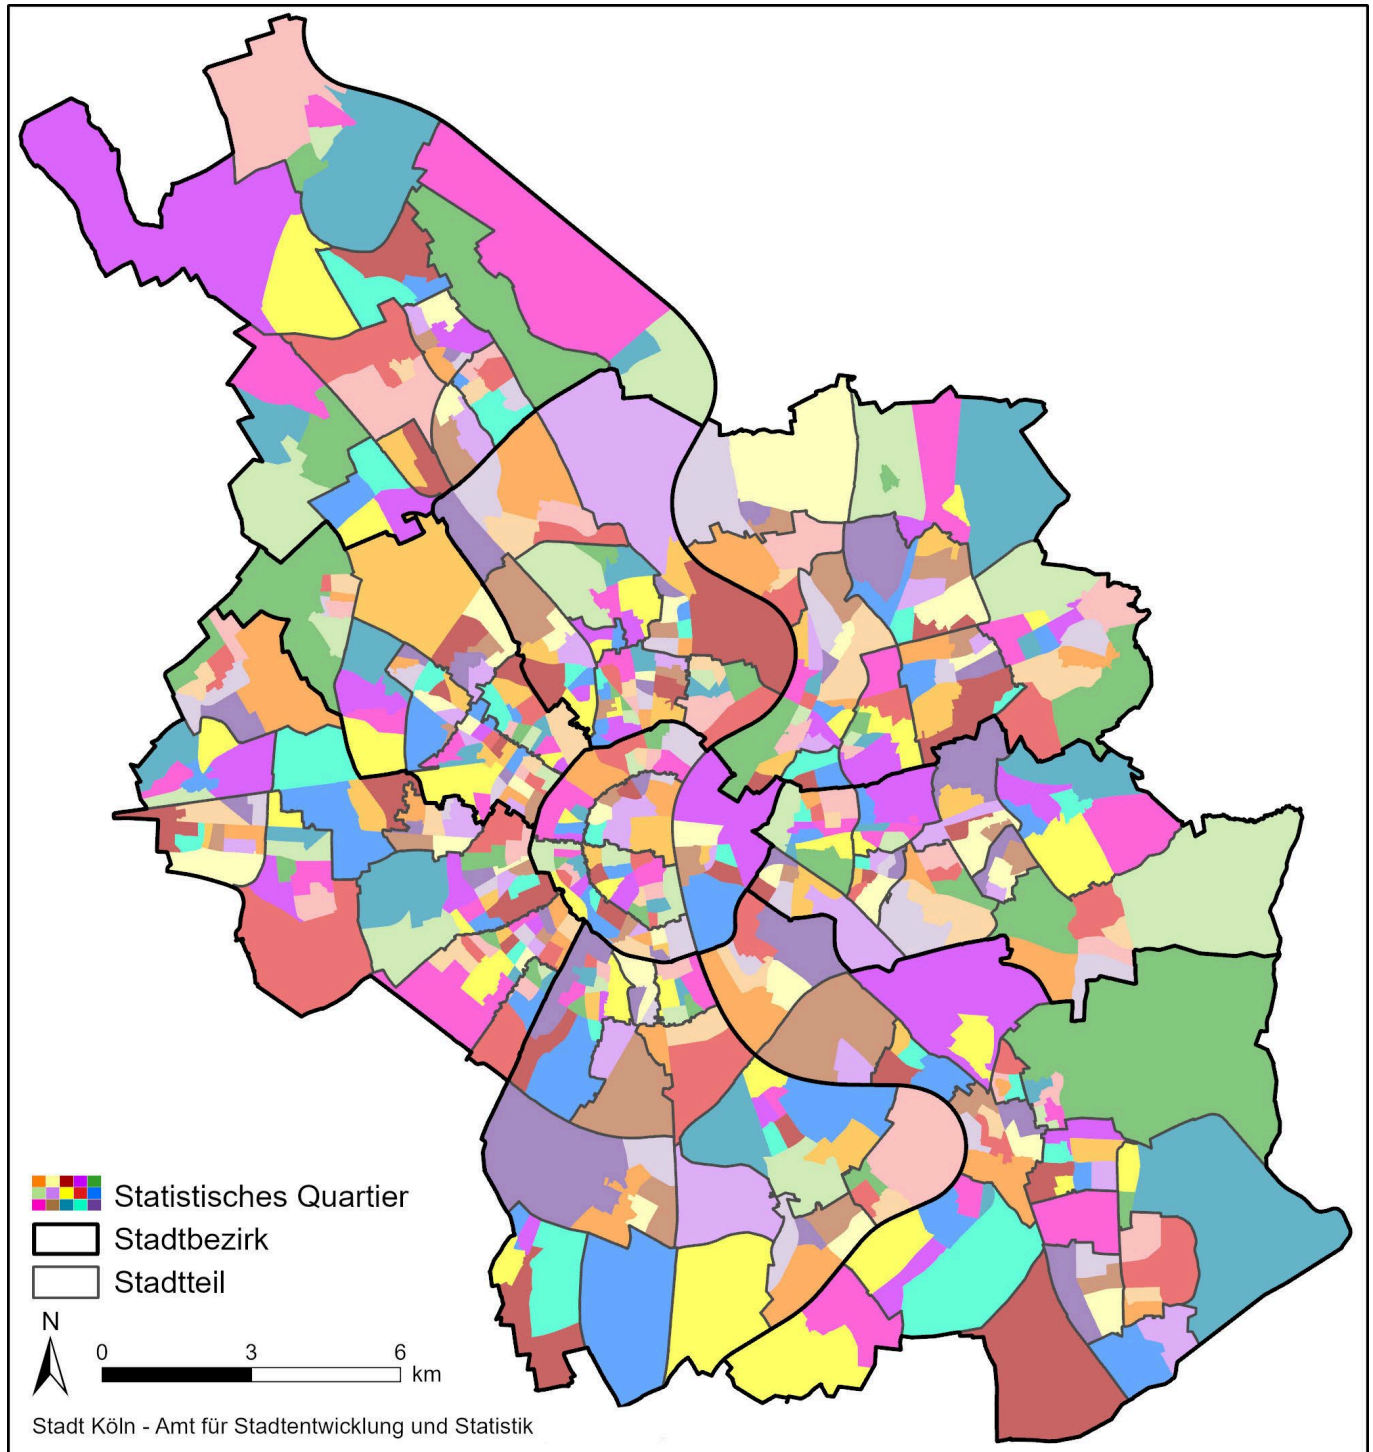 Statistisches Quartier
Stadtbezirk
Stadtteil
N
0 3 6
km
Stadt Köln - Amt für Stadtentwicklung und Statistik